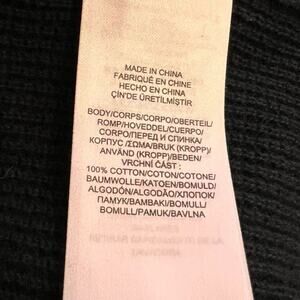 MADE IN CHINA
FABRIQUÉ EN CHINE
HECHO EN CHINA
ÇİN'DE ÜRETİLMİŞTİR
BODY/CORPS/CORPO/OBERTEIL/
ROMP/HOVEDDEL/CUERPO/
CORPO/ПЕРЕД И СПИНКА/
КОРПУС /ΣΩΜΑ/BRUK (KROPP)/
ANVÄND (KROPP)/BEDEN/
VRCHNÍ ČÁST :
100% COTTON/COTON/COTONE/
BAUMWOLLE/KATOEN/BOMULD/
ALGODÓN/ALGODÃO/ХЛОПОК/
ПАМУК/ΒΑΜΒΑΚΙ/BOMULL/
BOMULL/PAMUK/BAVLNA